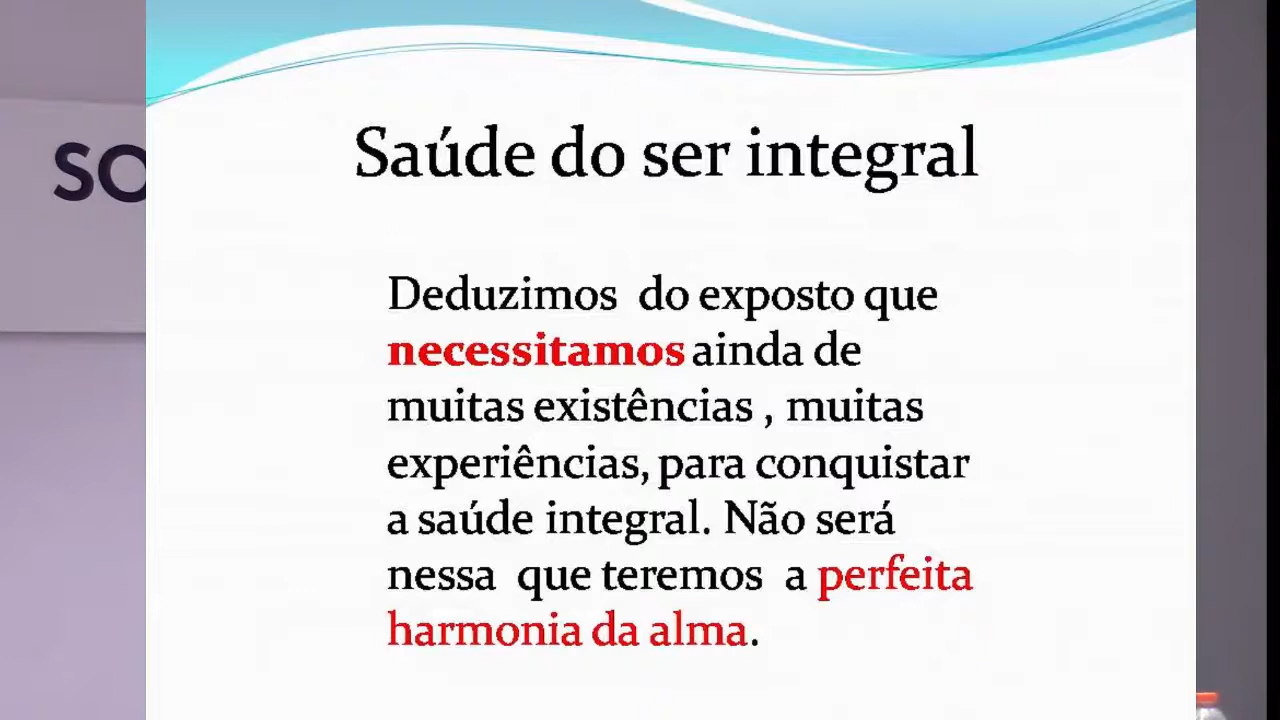 SO
Saúde do ser integral
Deduzimos do exposto que
necessitamos ainda de
muitas existências , muitas
experiências, para conquistar
a saúde integral. Não será
nessa que teremos a perfeita
harmonia da alma.